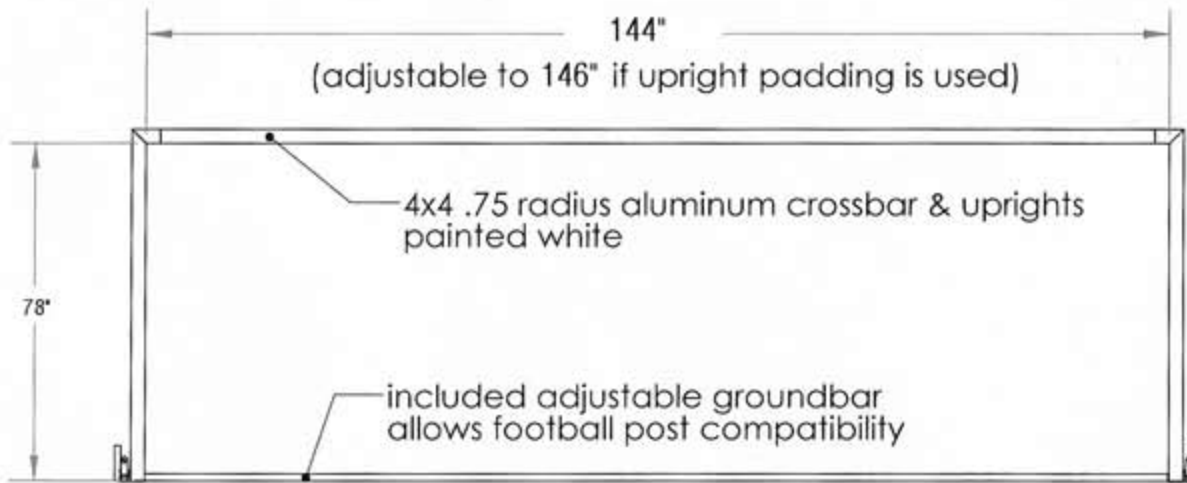 144"
(adjustable to 146" if upright padding is used)
4x4 .75 radius aluminum crossbar & uprights
painted white
78"
included adjustable groundbar
allows football post compatibility